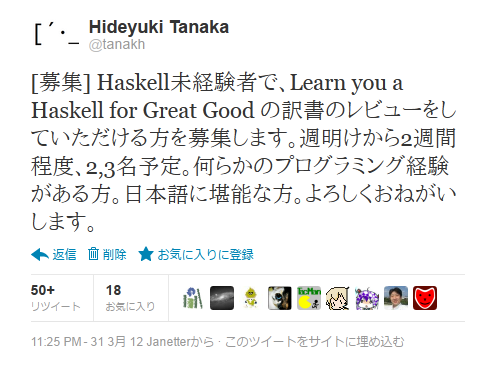 [´･_
Hideyuki Tanaka
@tanakh
[募集] Haskell未経験者で、Learn you a
Haskell for Great Good の訳書のレビューをし
ていただける方を募集します。週明けから2週間
程度、2,3名予定。何らかのプログラミング経験
がある方。日本語に堪能な方。よろしくおねがい
します。
返信 削除 お気に入りに登録
50+ 18
リツイート お気に入り
PacMan
11:25 PM - 31 3月 12 Janetterから · このツイートをサイトに埋め込む